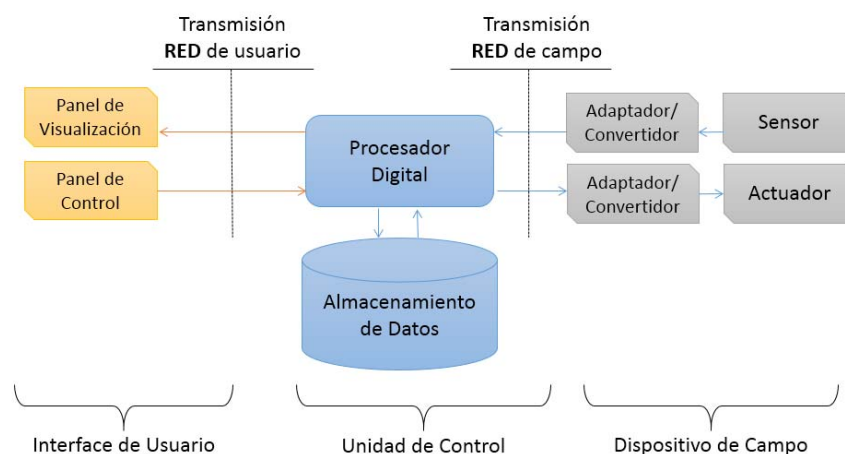 Transmisión
RED de usuario
Transmisión
RED de campo
Panel de
Visualización
Procesador
Digital
Adaptador/
Convertidor
Sensor
Panel de
Control
Adaptador/
Convertidor
Actuador
Almacenamiento
de Datos
Interface de Usuario
Unidad de Control
Dispositivo de Campo